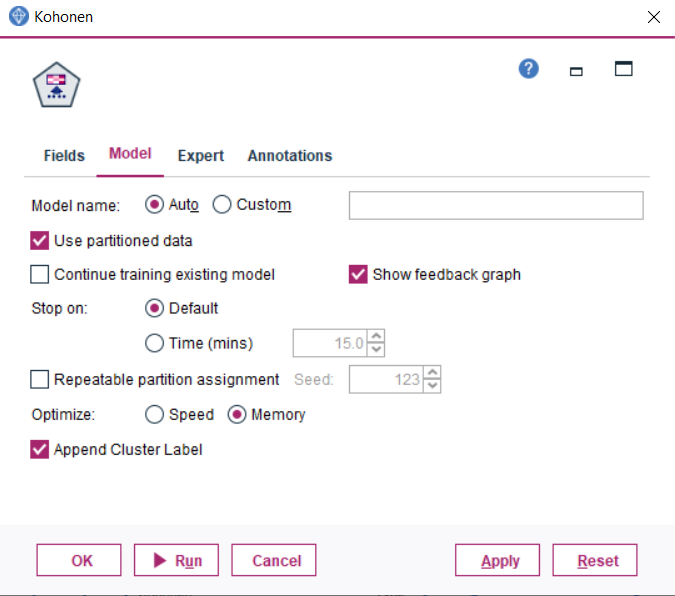 Kohonen
Fields Model Expert Annotations
Model name: Auto Custom
Use partitioned data
Continue training existing model Show feedback graph
Stop on: Default
Time (mins) 15.0
Repeatable partition assignment Seed: 123
Optimize: Speed Memory
Append Cluster Label
OK Run Cancel Apply Reset